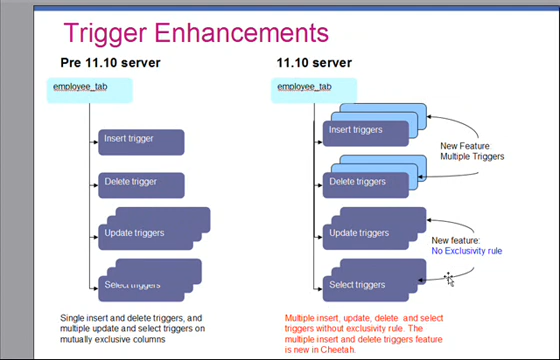 Trigger Enhancements
Pre 11.10 server
employee_tab
Insert trigger
Delete trigger
Update triggers
Select triggers
Single insert and delete triggers, and
multiple update and select triggers on
mutually exclusive columns
11.10 server
employee_tab
Insert triggers
Delete triggers
Update triggers
Select triggers
New Feature
Multiple Triggers
New feature:
No Exclusivity rule
Multiple insert, update, delete and select
triggers without exclusivity rule. The
multiple insert and delete triggers feature
is new in Cheetah.